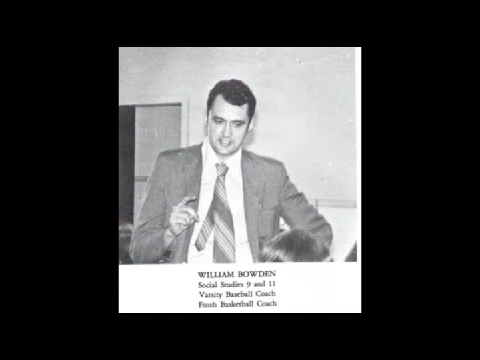 WILLIAM BOWDEN
Social Studies 9 and 11
Varsity Baseball Coach
Frosh Basketball Coach